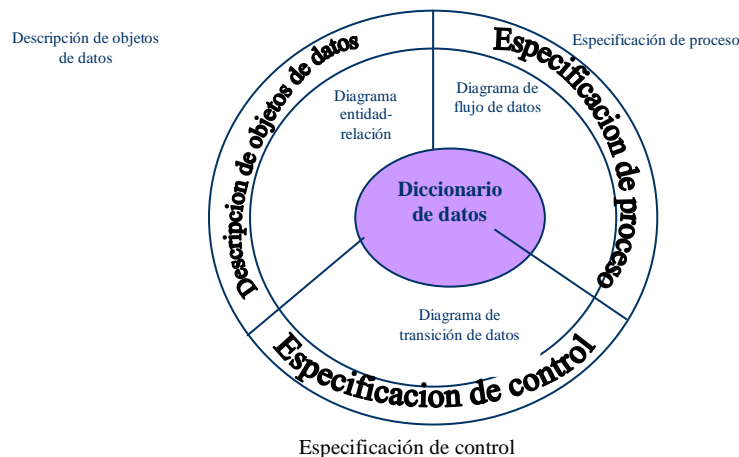 Descripción de objetos
de datos
Especificación de proceso
Descripcion de objetos de datos
Especificacion de proceso
Diagrama
entidad-
relación
Diagrama de
flujo de datos
Diccionario
de datos
Diagrama de
transición de datos
Especificacion de control
Especificación de control